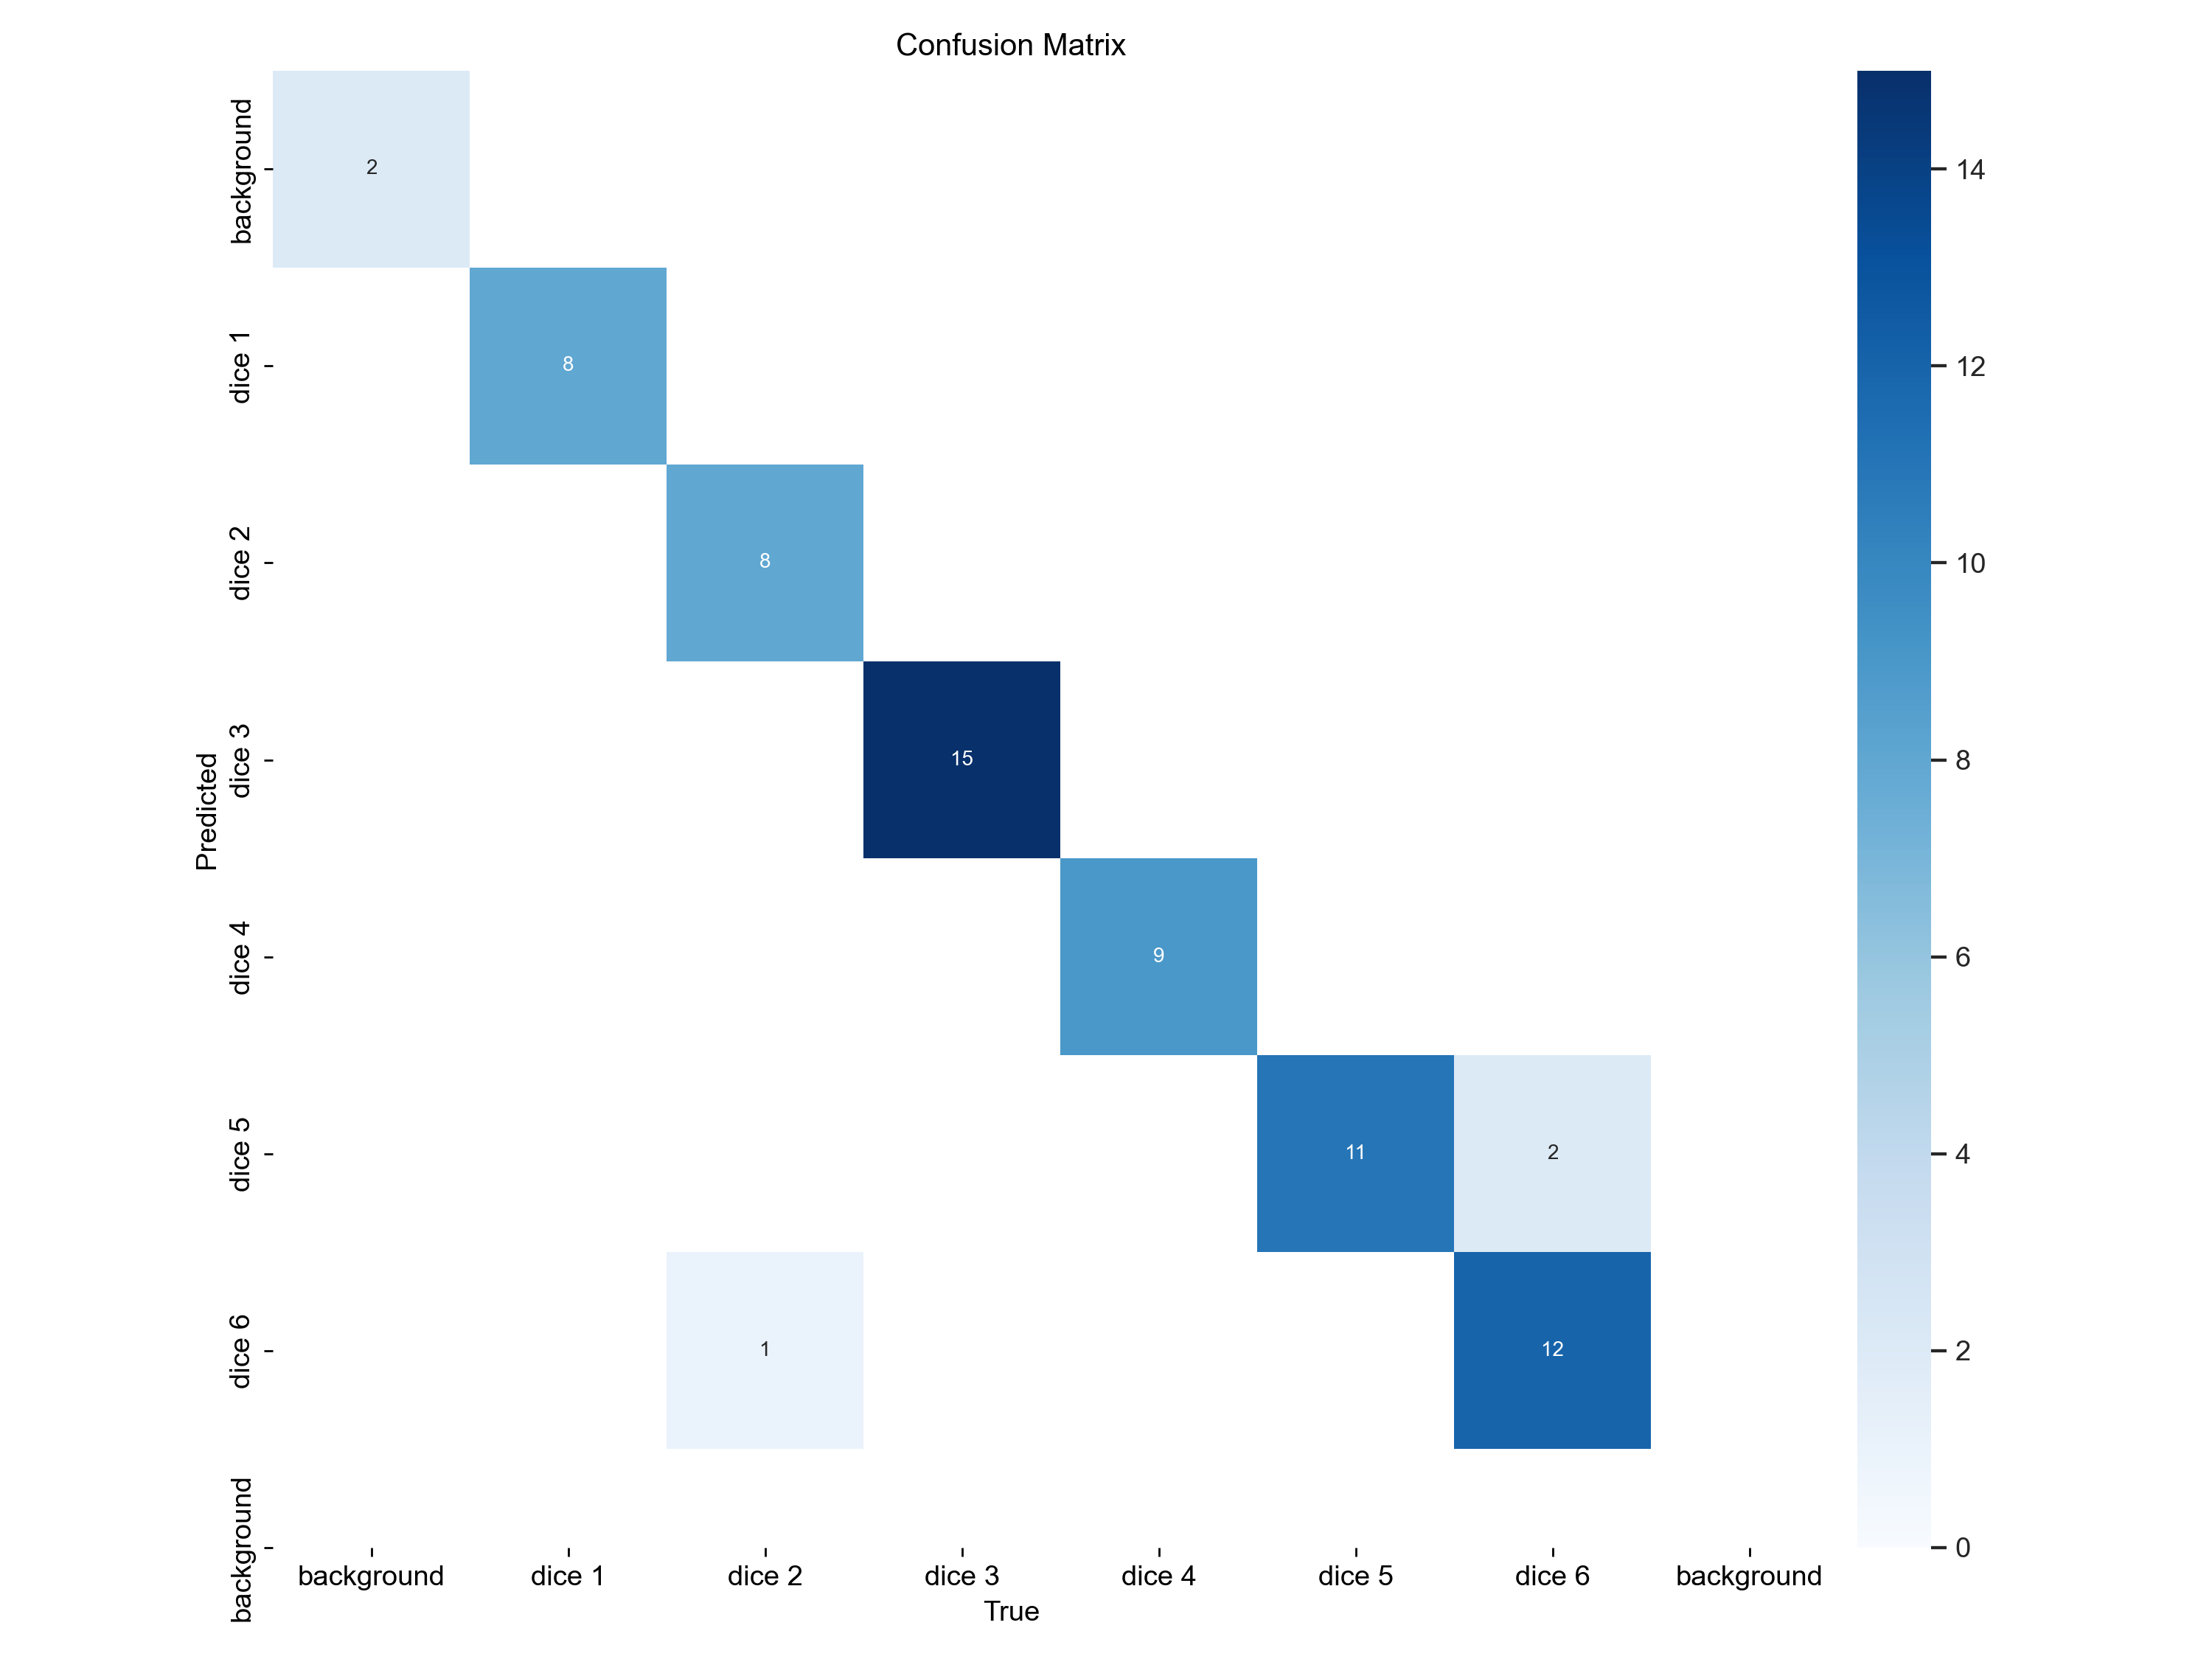 Confusion Matrix
background
2
dice 1
8
dice 2
8
dice 3
15
dice 4
9
dice 5
11 2
dice 6
1 12
background
Predicted
background dice 1 dice 2 dice 3 dice 4 dice 5 dice 6 background
True
14
12
10
8
6
4
2
0